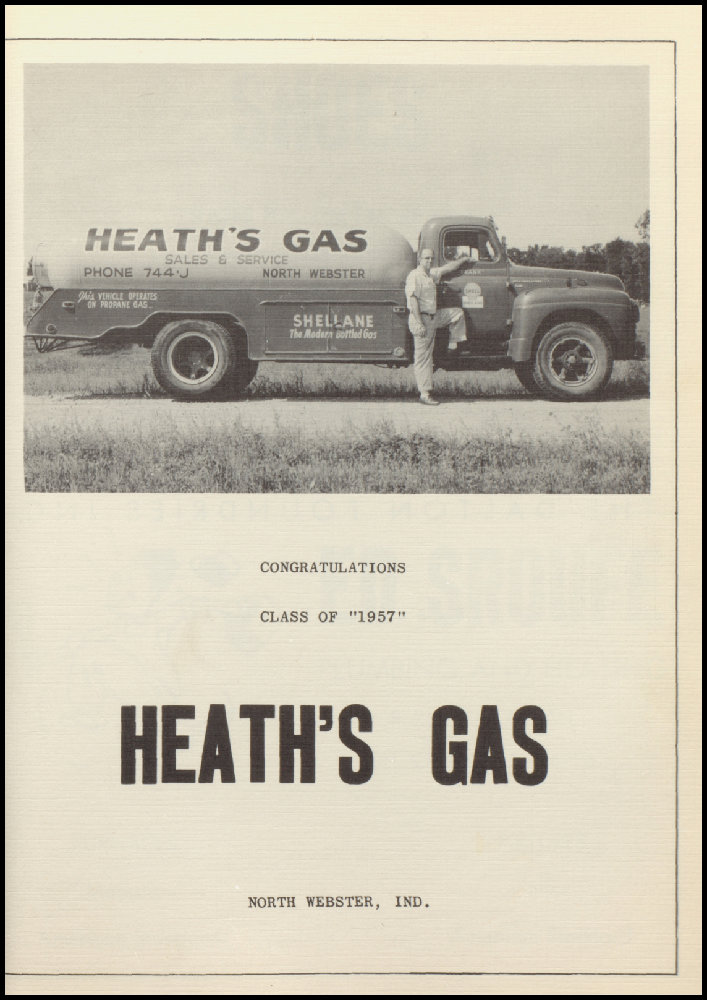 HEATH'S GAS
SALES & SERVICE
PHONE 744-J NORTH WEBSTER
This VEHICLE OPERATES
ON PROPANE GAS
SHELLANE
The Modern Bottled Gas
CONGRATULATIONS
CLASS OF "1957"
HEATH'S GAS
NORTH WEBSTER, IND.